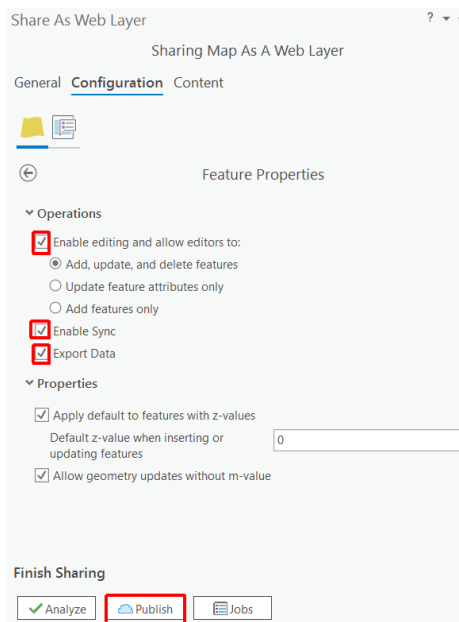 Share As Web Layer ?
Sharing Map As A Web Layer
General Configuration Content
Feature Properties
Operations
Enable editing and allow editors to:
Add, update, and delete features
Update feature attributes only
Add features only
Enable Sync
Export Data
Properties
Apply default to features with z-values
Default z-value when inserting or 0
updating features
Allow geometry updates without m-value
Finish Sharing
Analyze Publish Jobs